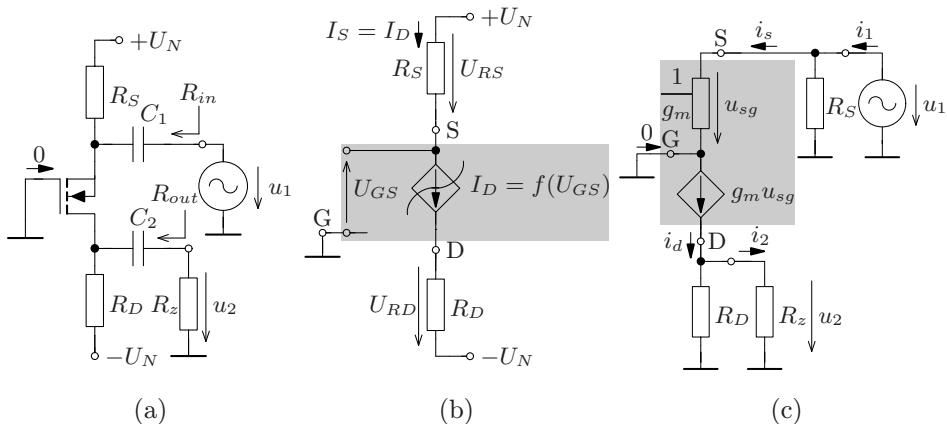 +U_N
R_S
C_1
R_in
0
R_out
u_1
C_2
R_D
R_z
u_2
-U_N
(a)
+U_N
I_S = I_D
R_S
U_RS
S
U_GS
I_D = f(U_GS)
G
D
U_RD
R_D
-U_N
(b)
S
i_s
i_1
1
g_m
u_sg
R_S
u_1
0
G
g_m u_sg
i_d
D
i_2
R_D
R_z
u_2
(c)